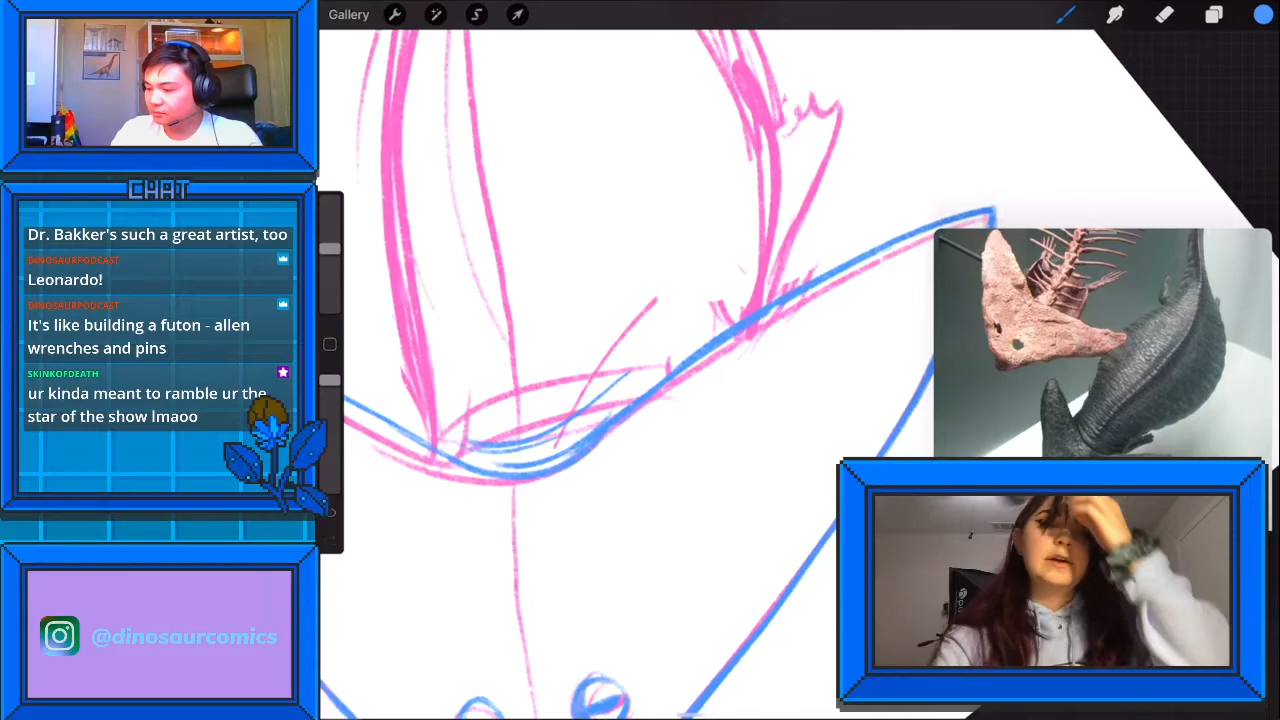 Gallery
CHAT
Dr. Bakker's such a great artist, too
DINOSAURPODCAST
Leonardo!
DINOSAURPODCAST
It's like building a futon - allen
wrenches and pins
SKINKOFDEATH
ur kinda meant to ramble ur the
star of the show lmaoo
@dinosaurcomics